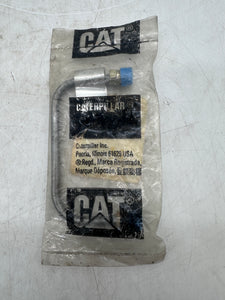 CAT®
CATERPILLAR®
Caterpillar Inc.
Peoria, Illinois 61629 USA
® Regd., Marca Registrada,
Marque Déposée,
CAT®